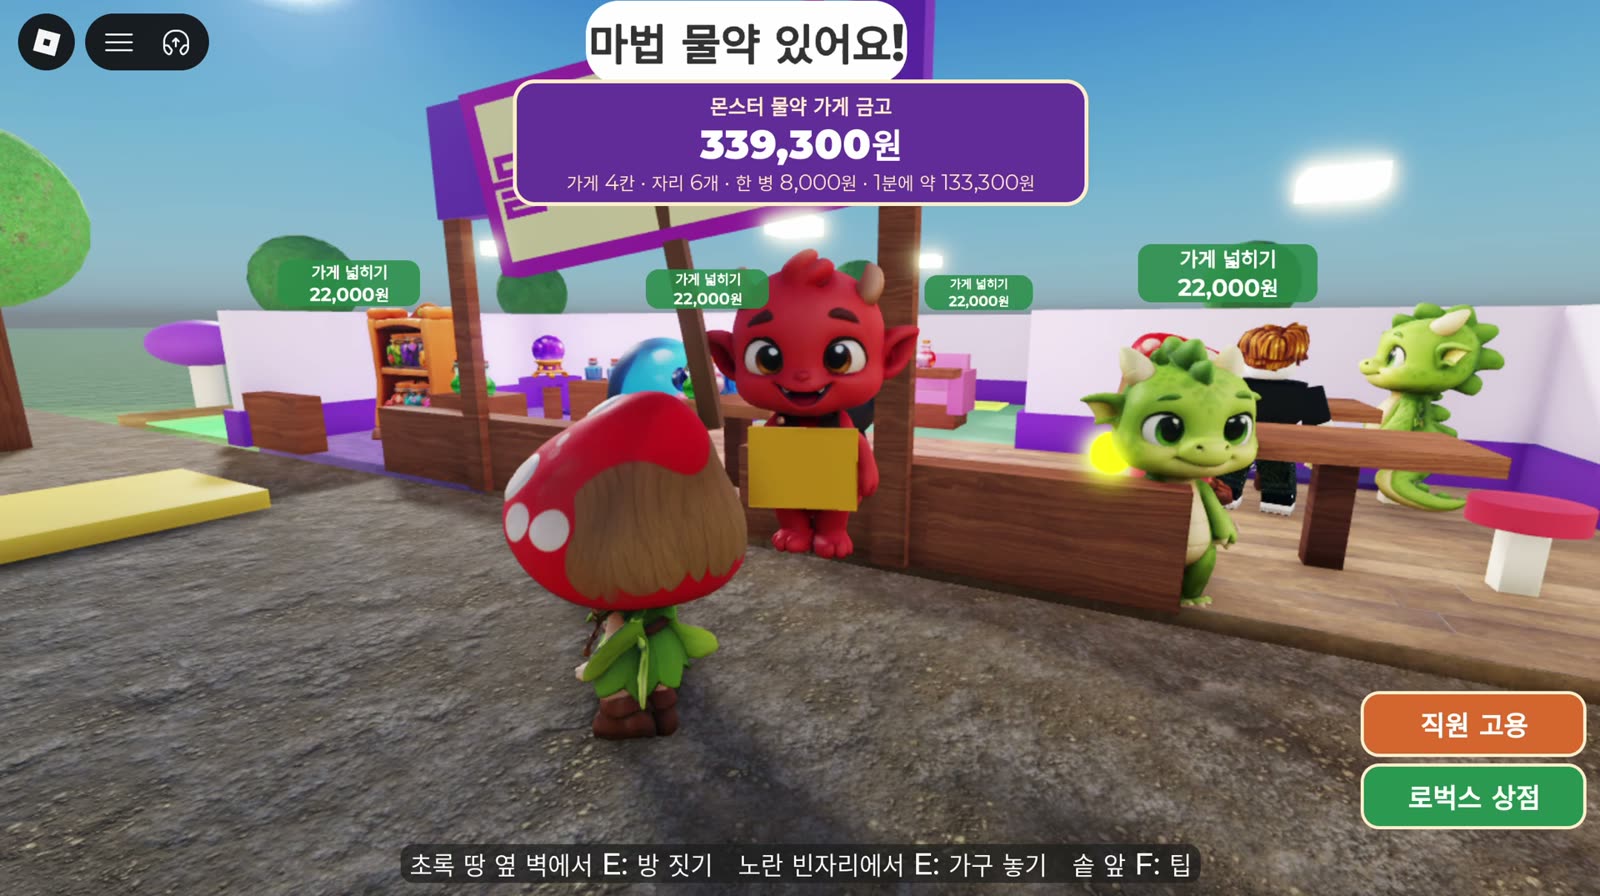 마법 물약 있어요!
몬스터 물약 가게 금고
339,300원
가게 4칸 · 자리 6개 · 한 병 8,000원 · 1분에 약 133,300원
가게 넓히기
22,000원
가게 넓히기
22,000원
가게 넓히기
22,000원
가게 넓히기
22,000원
직원 고용
로벅스 상점
초록 땅 옆 벽에서 E: 방 짓기 노란 빈자리에서 E: 가구 놓기 솥 앞 F: 팁